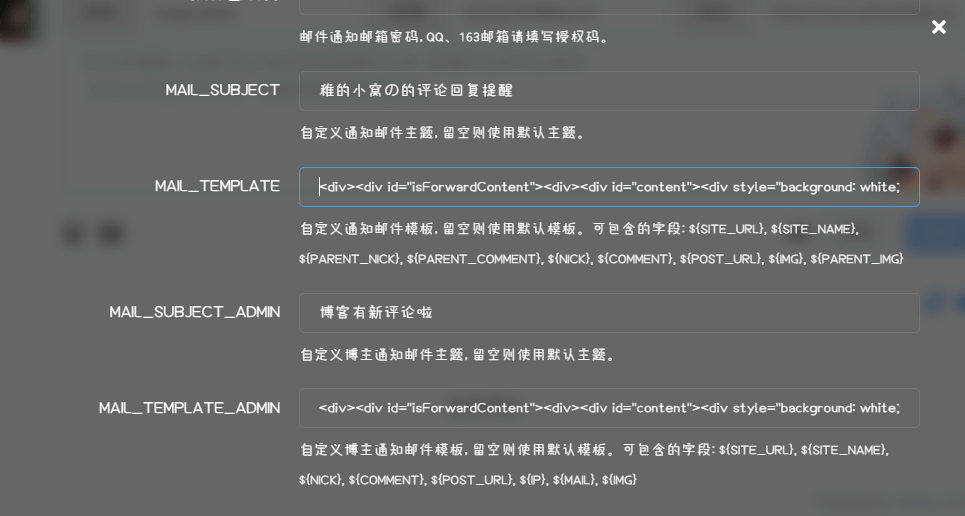 邮件通知邮箱密码,QQ、163邮箱请填写授权码。
MAIL_SUBJECT
稚的小窝の的评论回复提醒
自定义通知邮件主题,留空则使用默认主题。
MAIL_TEMPLATE
<div><div id="isForwardContent"><div><div id="content"><div style="background: white;
自定义通知邮件模板,留空则使用默认模板。可包含的字段: ${SITE_URL}, ${SITE_NAME},
${PARENT_NICK}, ${PARENT_COMMENT}, ${NICK}, ${COMMENT}, ${POST_URL}, ${IMG}, ${PARENT_IMG}
MAIL_SUBJECT_ADMIN
博客有新评论啦
自定义博主通知邮件主题,留空则使用默认主题。
MAIL_TEMPLATE_ADMIN
<div><div id="isForwardContent"><div><div id="content"><div style="background: white;
自定义博主通知邮件模板,留空则使用默认模板。可包含的字段: ${SITE_URL}, ${SITE_NAME},
${NICK}, ${COMMENT}, ${POST_URL}, ${IP}, ${MAIL}, ${IMG}